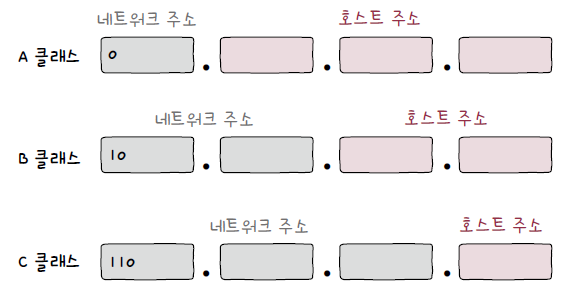 네트워크 주소 호스트 주소
A 클래스 0 . . .
네트워크 주소 호스트 주소
B 클래스 10 . . .
네트워크 주소 호스트 주소
C 클래스 110 . . .